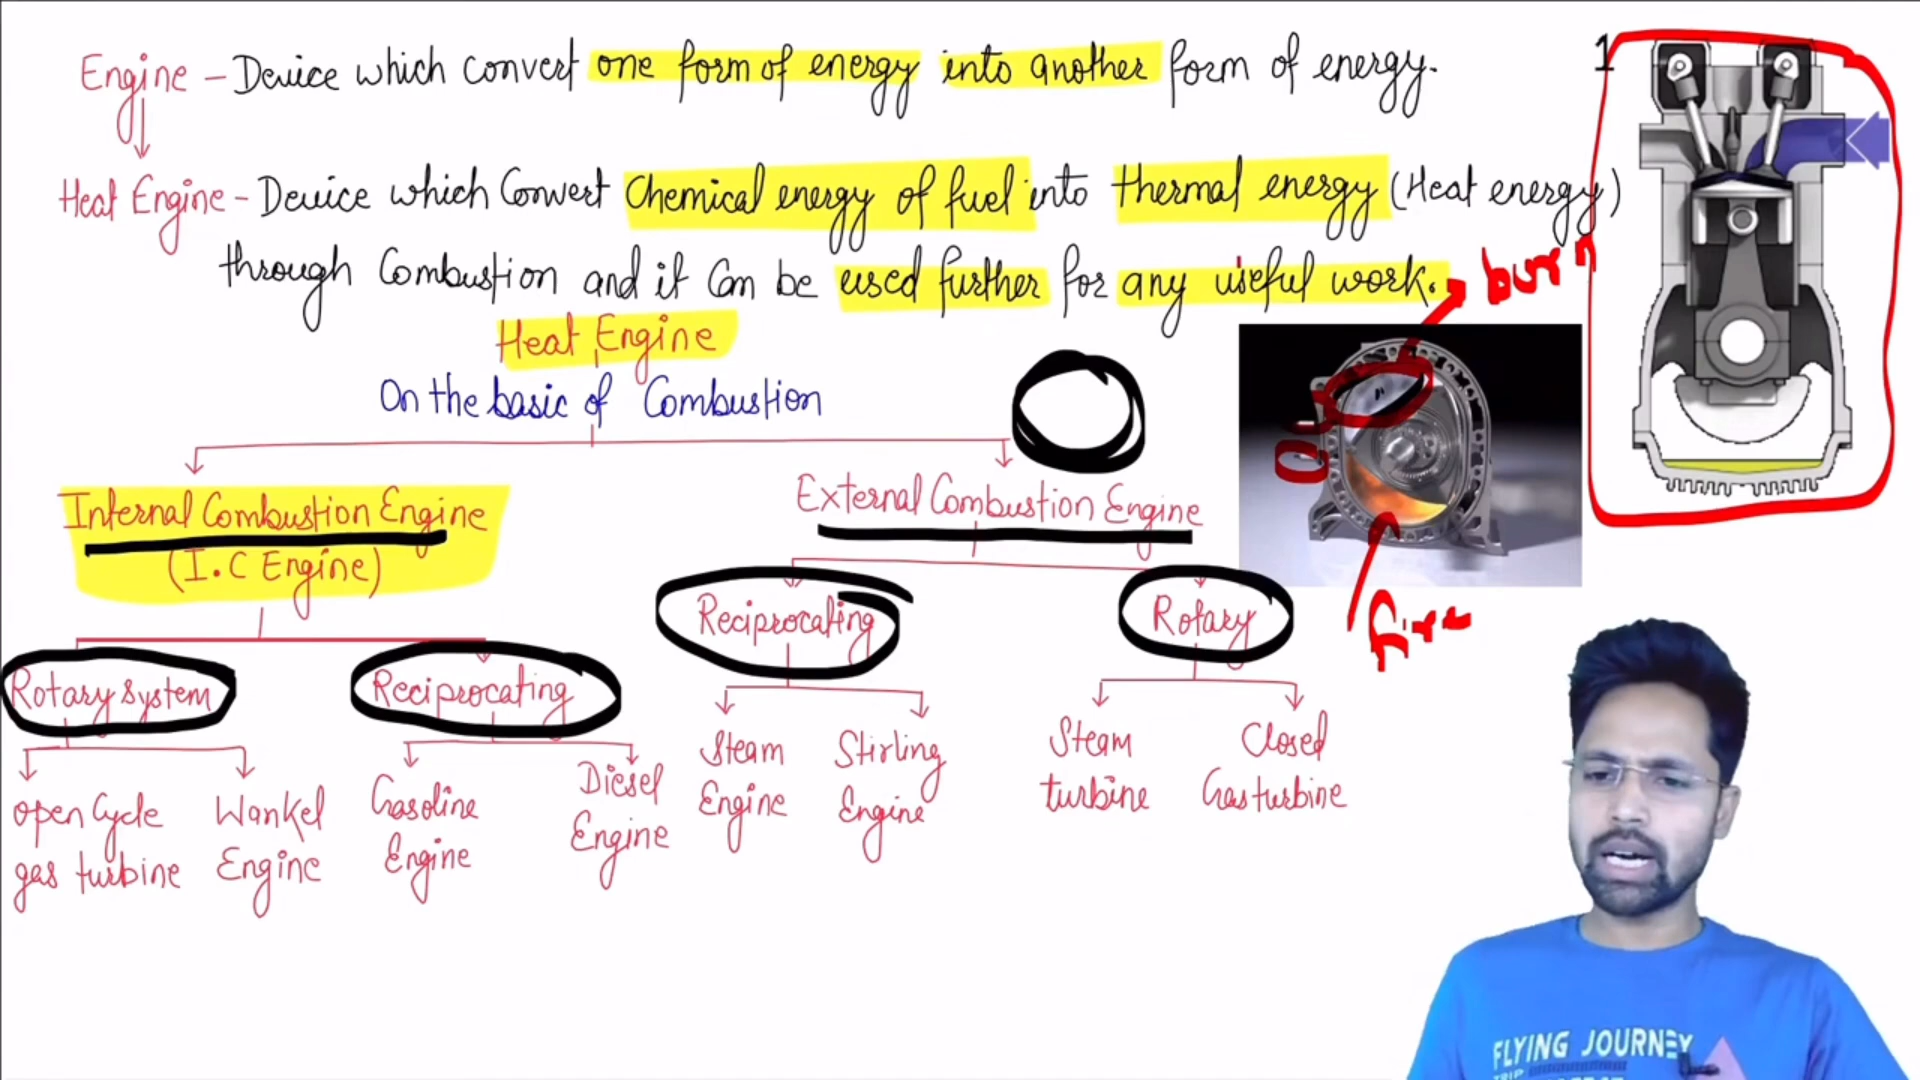 Engine - Device which convert one form of energy into another form of energy.
Heat Engine - Device which Convert Chemical energy of fuel into thermal energy (Heat energy)
through Combustion and it Can be used further for any useful work.
burn
1
Heat Engine
On the basic of Combustion
Internal Combustion Engine
(I.C Engine)
External Combustion Engine
Rotary system
Reciprocating
Reciprocating
Rotary
fire
open Cycle
gas turbine
Wankel
Engine
Gasoline
Engine
Diesel
Engine
Steam
Engine
Stirling
Engine
Steam
turbine
Closed
Gas turbine
FLYING JOURNEY
TRIP